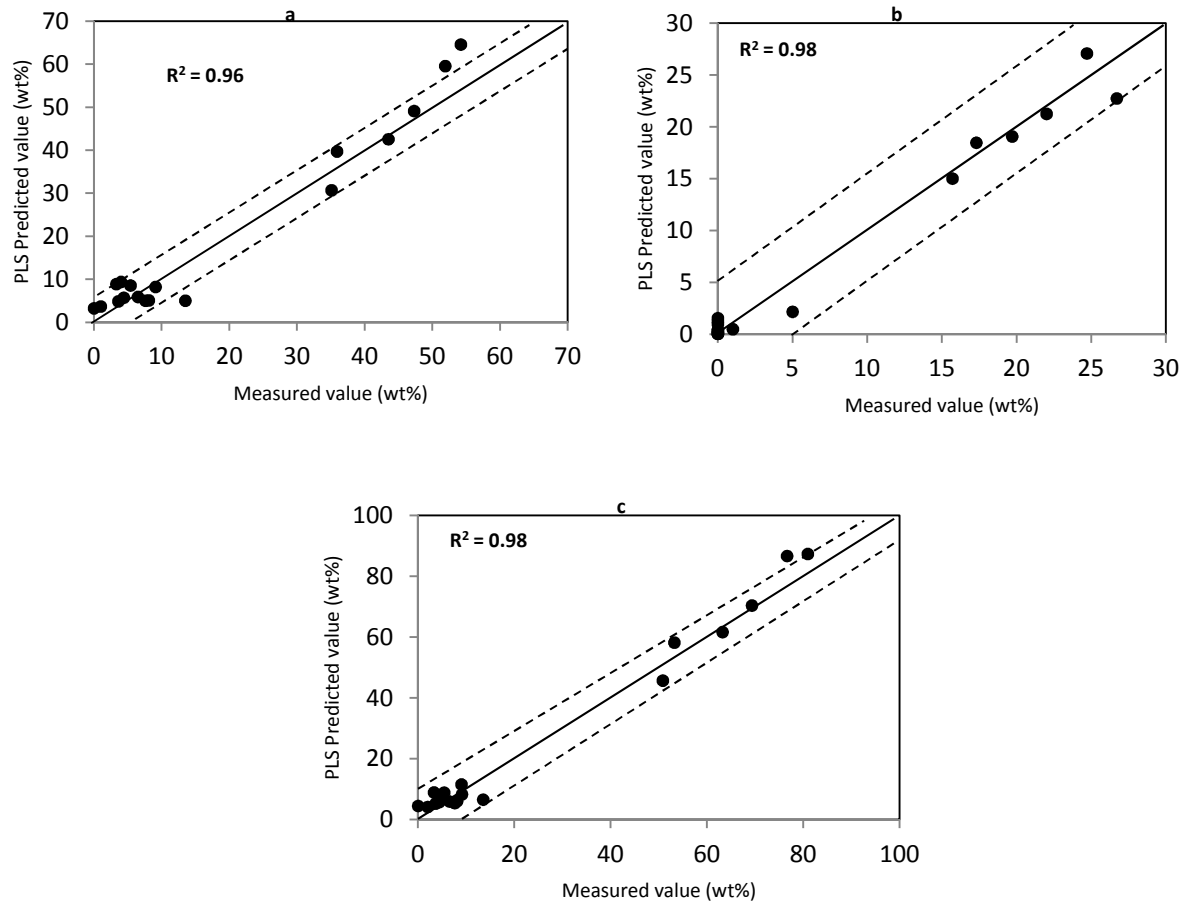 a
R² = 0.96
PLS Predicted value (wt%)
70
60
50
40
30
20
10
0
0 10 20 30 40 50 60 70
Measured value (wt%)
b
R² = 0.98
PLS Predicted value (wt%)
30
25
20
15
10
5
0
0 5 10 15 20 25 30
Measured value (wt%)
c
R² = 0.98
PLS Predicted value (wt%)
100
80
60
40
20
0
0 20 40 60 80 100
Measured value (wt%)